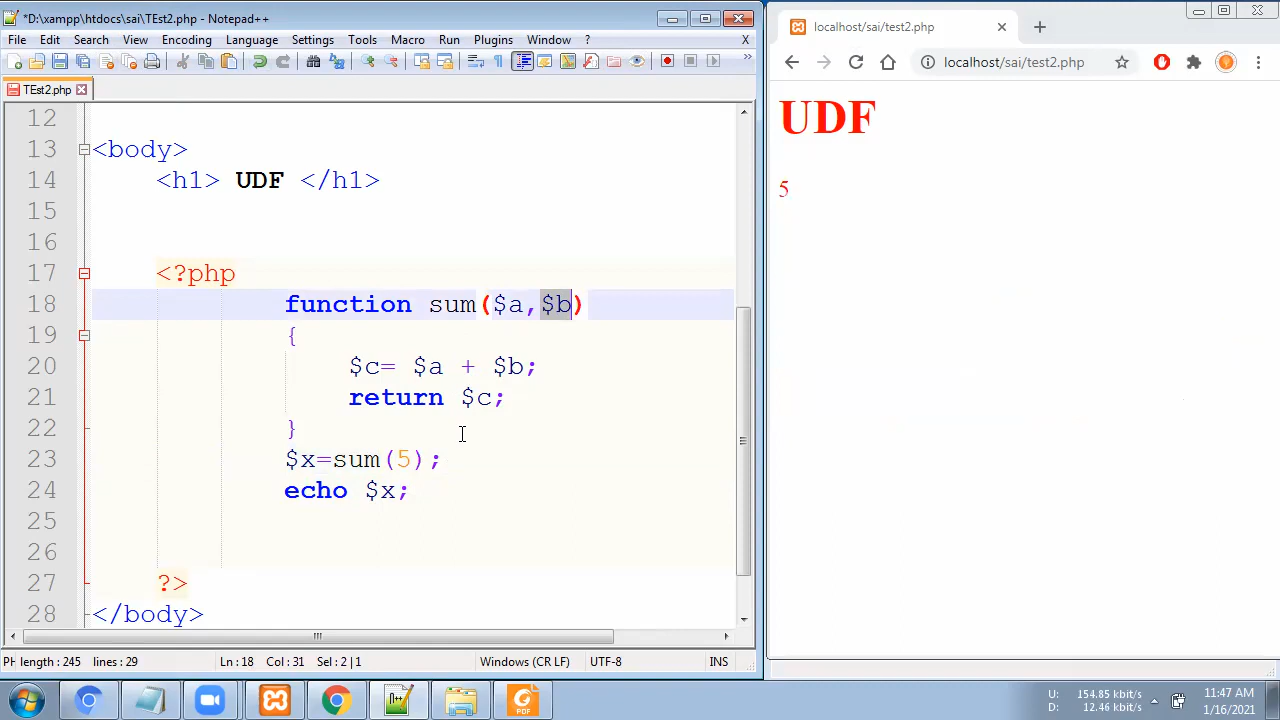 *D:\xampp\htdocs\sai\TEst2.php - Notepad++
File Edit Search View Encoding Language Settings Tools Macro Run Plugins Window ? X
TEst2.php
12
13 <body>
14 <h1> UDF </h1>
15
16
17 <?php
18 function sum($a,$b)
19 {
20 $c= $a + $b;
21 return $c;
22 }
23 $x=sum(5);
24 echo $x;
25
26
27 ?>
28 </body>
length : 245 lines : 29 Ln : 18 Col : 31 Sel : 2 | 1 Windows (CR LF) UTF-8 INS
localhost/sai/test2.php
localhost/sai/test2.php
UDF
5
PDF
U: 154.85 kbit/s
D: 12.46 kbit/s
11:47 AM
1/16/2021